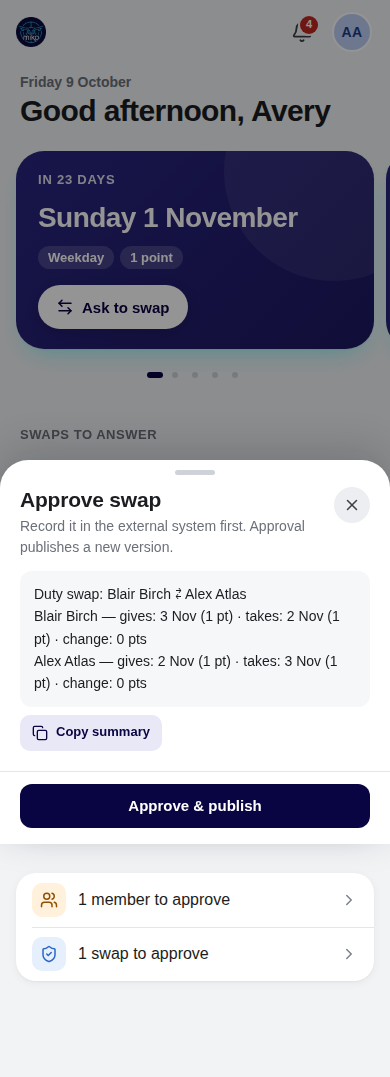 miko
4
AA
Friday 9 October
Good afternoon, Avery
IN 23 DAYS
Sunday 1 November
Weekday
1 point
Ask to swap
SWAPS TO ANSWER
Approve swap
Record it in the external system first. Approval
publishes a new version.
Duty swap: Blair Birch ⇄ Alex Atlas
Blair Birch — gives: 3 Nov (1 pt) · takes: 2 Nov (1
pt) · change: 0 pts
Alex Atlas — gives: 2 Nov (1 pt) · takes: 3 Nov (1
pt) · change: 0 pts
Copy summary
Approve & publish
1 member to approve
1 swap to approve